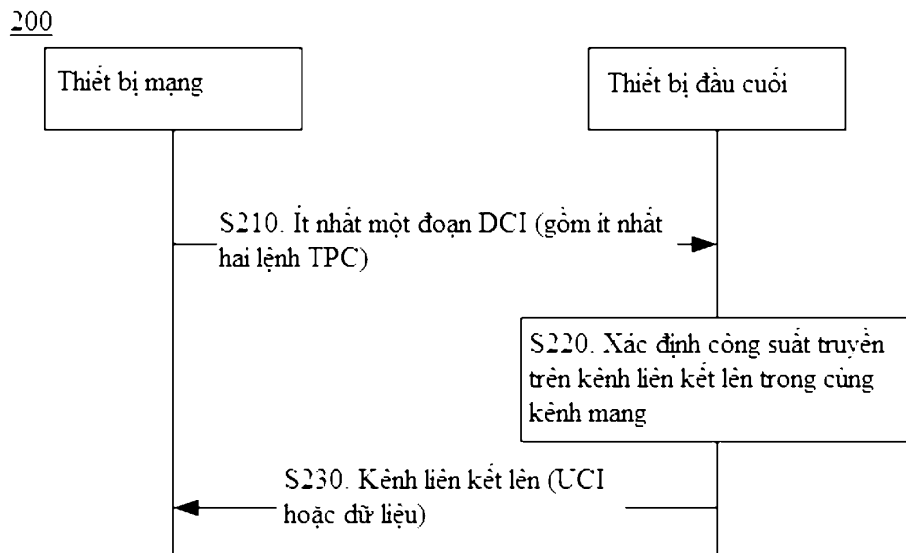 200
Thiết bị mạng
Thiết bị đầu cuối
S210. Ít nhất một đoạn DCI (gồm ít nhất
hai lệnh TPC)
S220. Xác định công suất truyền
trên kênh liên kết lên trong cùng
kênh mang
S230. Kênh liên kết lên (UCI
hoặc dữ liệu)